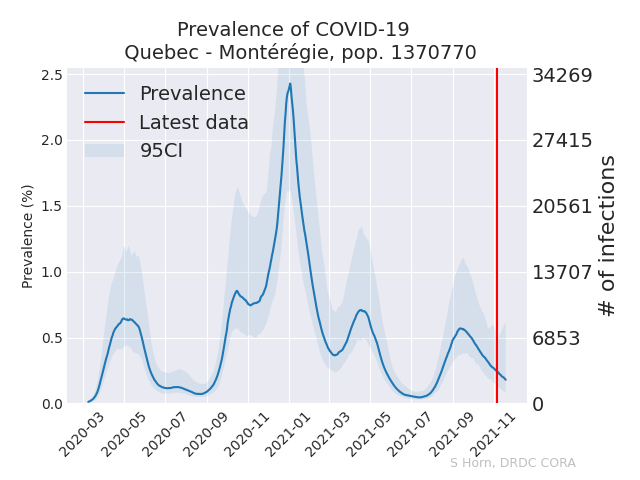 Prevalence of COVID-19
Quebec - Montérégie, pop. 1370770
Prevalence
Latest data
95CI
Prevalence (%)
2.5
2.0
1.5
1.0
0.5
0.0
34269
27415
20561
13707
6853
0
# of infections
2020-03
2020-05
2020-07
2020-09
2020-11
2021-01
2021-03
2021-05
2021-07
2021-09
2021-11
S Horn, DRDC CORA